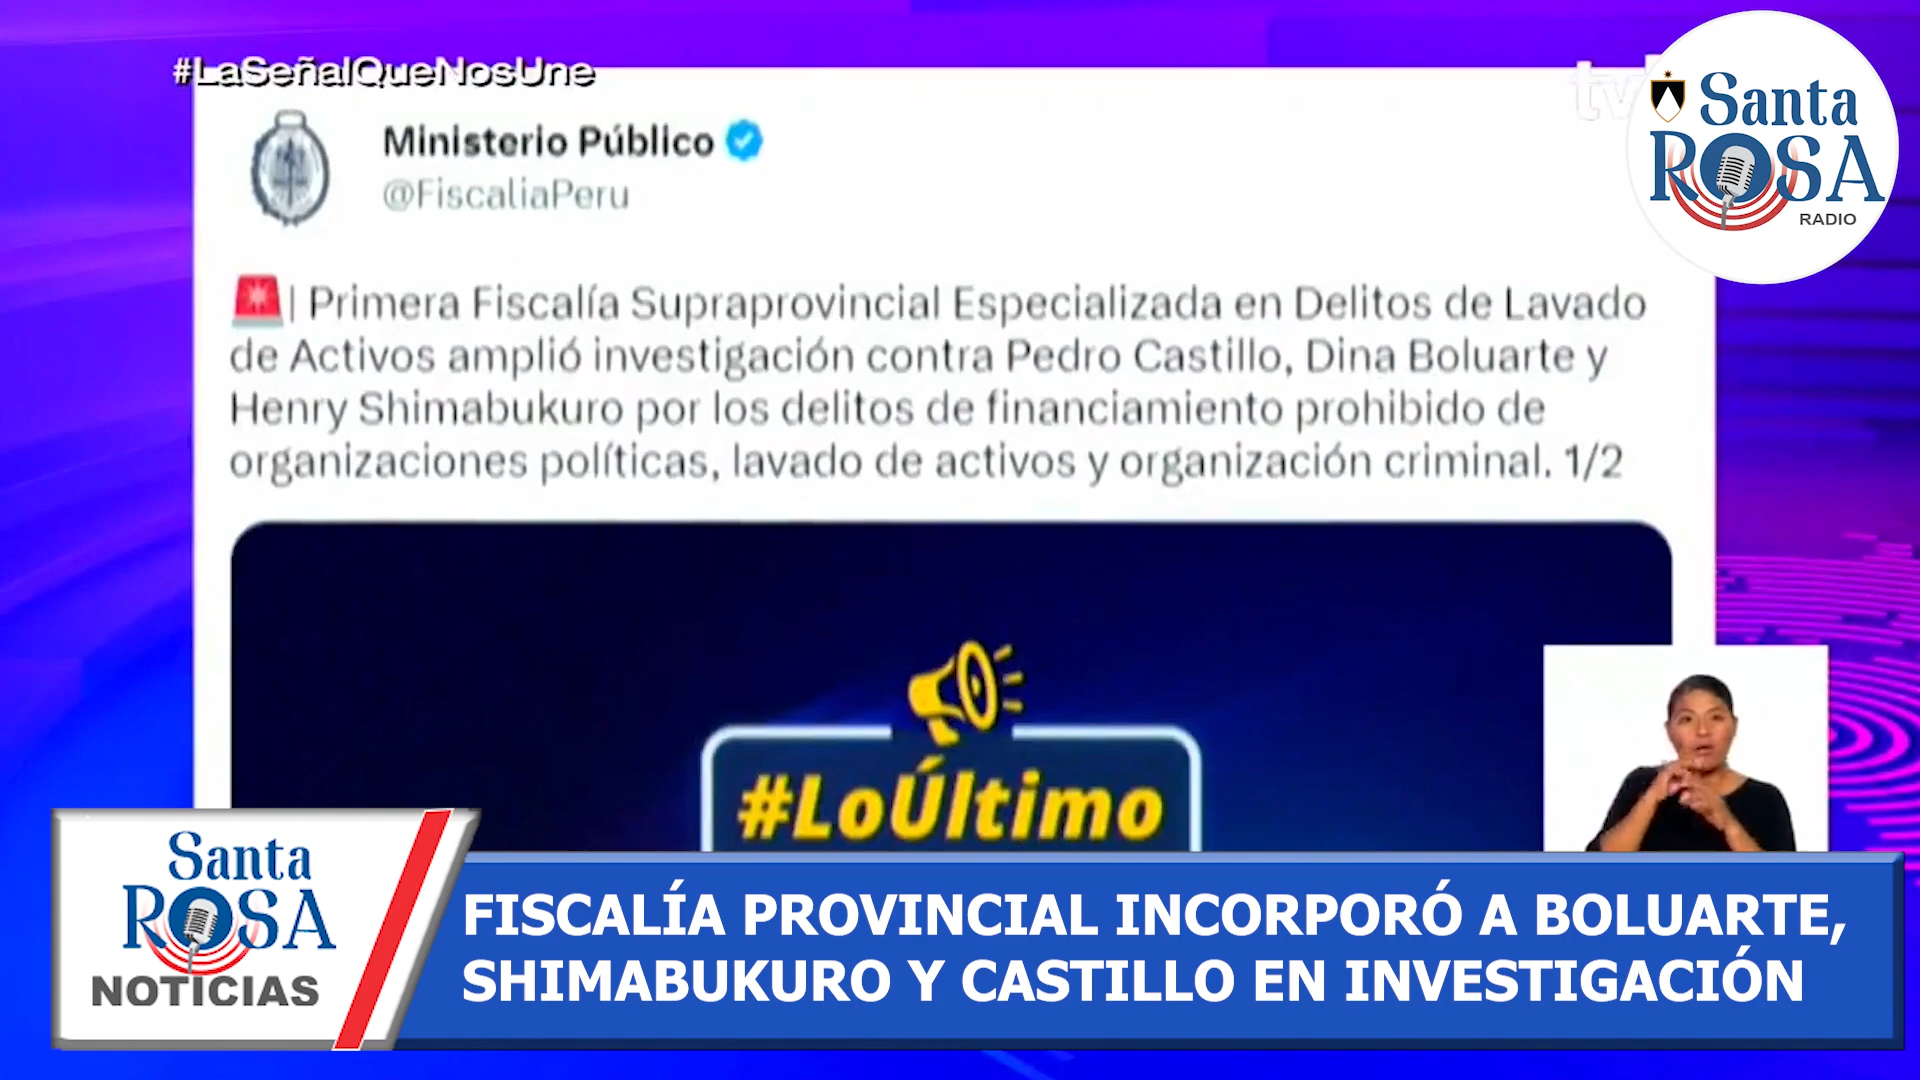 #LaSeñalQueNosUne
tv
Santa
ROSA
RADIO
Ministerio Público
@FiscaliaPeru
| Primera Fiscalía Supraprovincial Especializada en Delitos de Lavado
de Activos amplió investigación contra Pedro Castillo, Dina Boluarte y
Henry Shimabukuro por los delitos de financiamiento prohibido de
organizaciones políticas, lavado de activos y organización criminal. 1/2
#LoÚltimo
Santa
ROSA
NOTICIAS
FISCALÍA PROVINCIAL INCORPORÓ A BOLUARTE,
SHIMABUKURO Y CASTILLO EN INVESTIGACIÓN